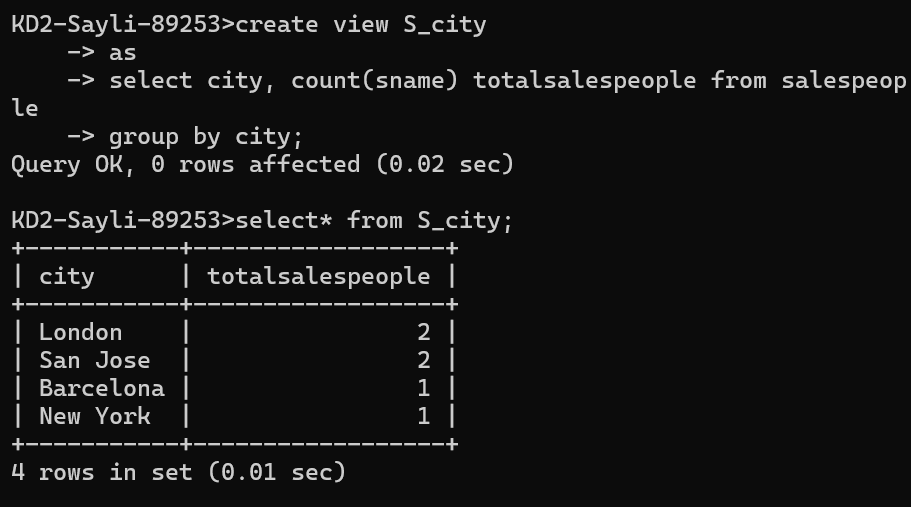 KD2-Sayli-89253>create view S_city
    -> as
    -> select city, count(sname) totalsalespeople from salespeop
le
    -> group by city;
Query OK, 0 rows affected (0.02 sec)

KD2-Sayli-89253>select* from S_city;
+-----------+------------------+
| city      | totalsalespeople |
+-----------+------------------+
| London    |                2 |
| San Jose  |                2 |
| Barcelona |                1 |
| New York  |                1 |
+-----------+------------------+
4 rows in set (0.01 sec)